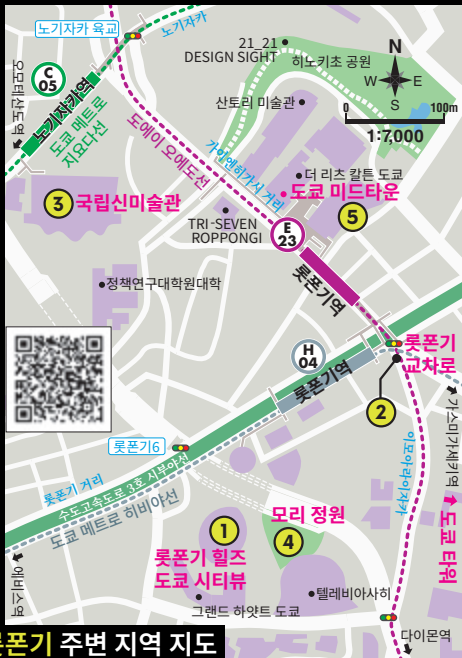 노기자카 육교
노기자카
21_21
DESIGN SIGHT
히노키초 공원
N
W
E
S
0
100m
1:7,000
C
05
오모테산도역
노기자카역
도쿄 메트로
지요다선
도에이 오에도선
산토리 미술관
가이엔히가시 거리
더 리츠 칼튼 도쿄
도쿄 미드타운
5
3
국립신미술관
TRI-SEVEN
ROPPONGI
E
23
롯폰기역
정책연구대학원대학
H
04
롯폰기역
롯폰기
교차로
2
가스미가세키역
이모아라이자카
도쿄 타워
롯폰기6
롯폰기 거리
수도고속도로 3호 시부야선
도쿄 메트로 히비야선
에비스역
1
롯폰기 힐즈
도쿄 시티뷰
모리 정원
4
그랜드 하얏트 도쿄
텔레비아사히
다이몬역
롯폰기 주변 지역 지도